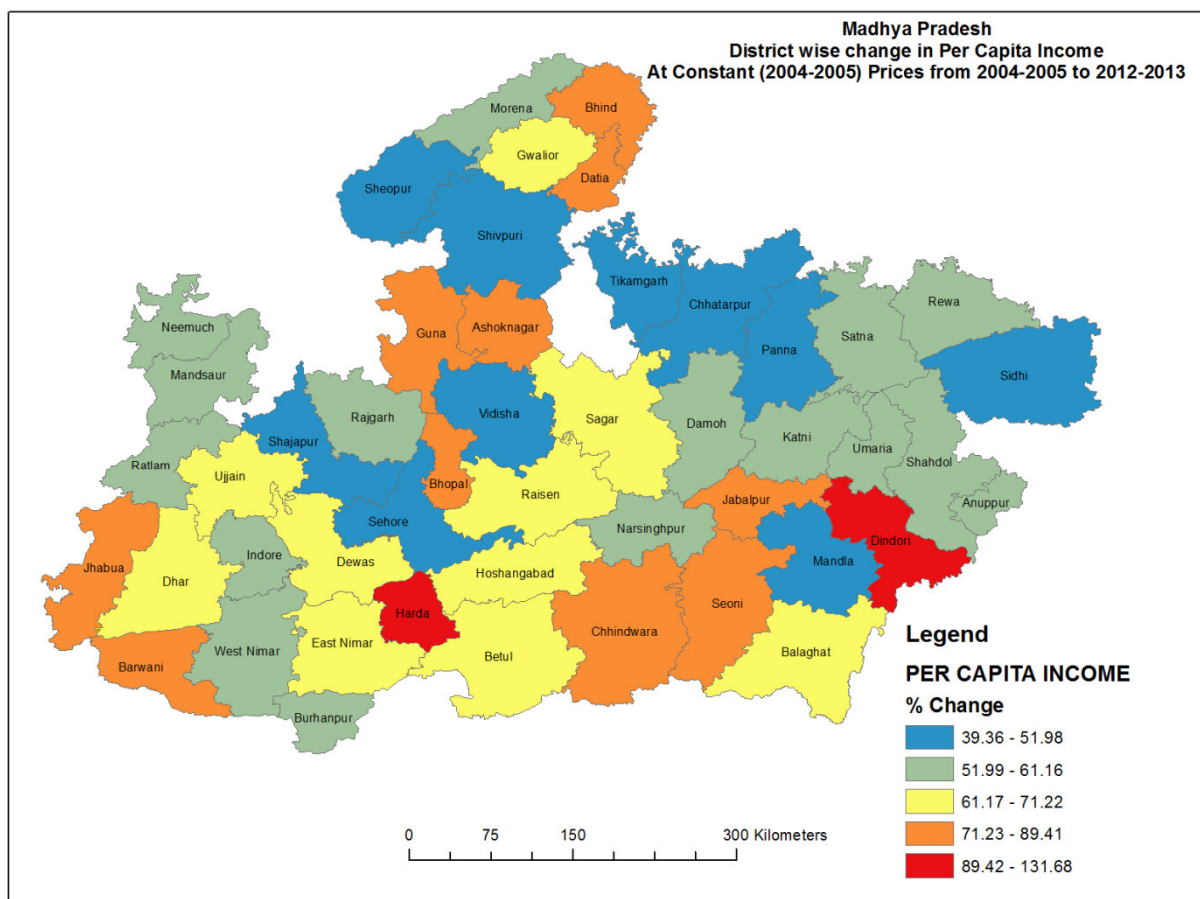 Madhya Pradesh
District wise change in Per Capita Income
At Constant (2004-2005) Prices from 2004-2005 to 2012-2013
Morena
Bhind
Gwalior
Datia
Sheopur
Shivpuri
Tikamgarh
Chhatarpur
Rewa
Neemuch
Guna
Ashoknagar
Satna
Panna
Mandsaur
Sidhi
Rajgarh
Vidisha
Sagar
Damoh
Shajapur
Katni
Umaria
Shahdol
Ratlam
Ujjain
Bhopal
Raisen
Jabalpur
Anuppur
Sehore
Narsinghpur
Dindori
Indore
Dewas
Mandla
Jhabua
Dhar
Hoshangabad
Seoni
Harda
Chhindwara
East Nimar
West Nimar
Betul
Balaghat
Barwani
Burhanpur
Legend
PER CAPITA INCOME
% Change
39.36 - 51.98
51.99 - 61.16
61.17 - 71.22
71.23 - 89.41
89.42 - 131.68
0 75 150 300 Kilometers